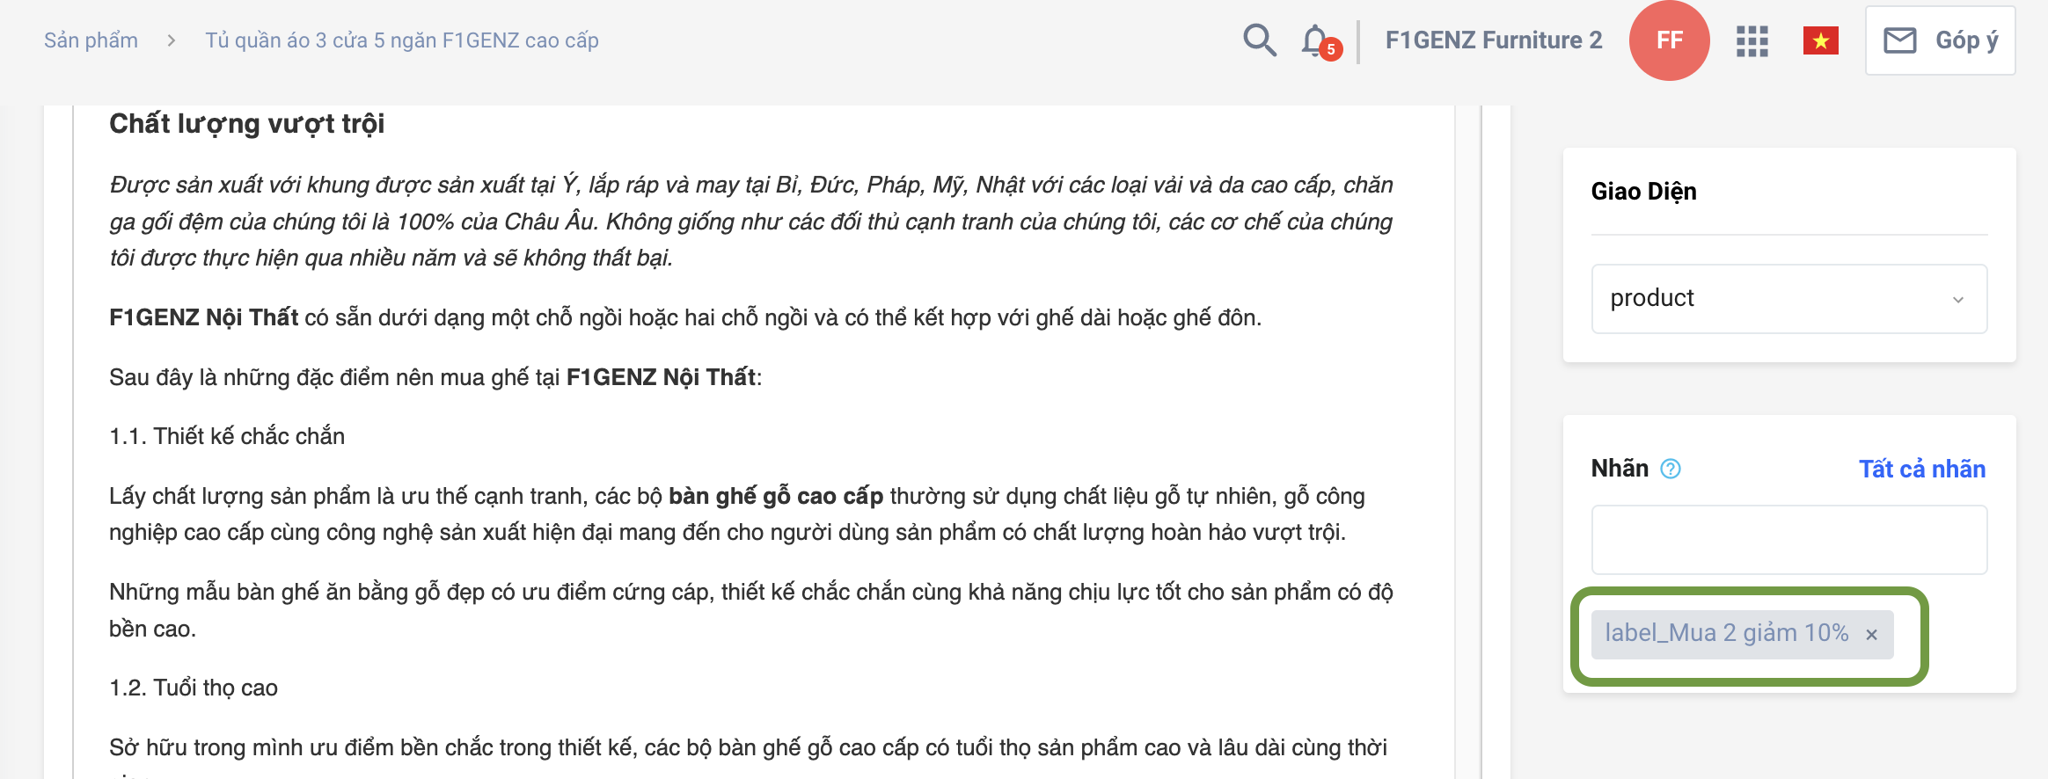 Sản phẩm > Tủ quần áo 3 cửa 5 ngăn F1GENZ cao cấp
5
F1GENZ Furniture 2
FF
Góp ý
Chất lượng vượt trội
Được sản xuất với khung được sản xuất tại Ý, lắp ráp và may tại Bỉ, Đức, Pháp, Mỹ, Nhật với các loại vải và da cao cấp, chăn
ga gối đệm của chúng tôi là 100% của Châu Âu. Không giống như các đối thủ cạnh tranh của chúng tôi, các cơ chế của chúng
tôi được thực hiện qua nhiều năm và sẽ không thất bại.
F1GENZ Nội Thất có sẵn dưới dạng một chỗ ngồi hoặc hai chỗ ngồi và có thể kết hợp với ghế dài hoặc ghế đôn.
Sau đây là những đặc điểm nên mua ghế tại F1GENZ Nội Thất:
1.1. Thiết kế chắc chắn
Lấy chất lượng sản phẩm là ưu thế cạnh tranh, các bộ bàn ghế gỗ cao cấp thường sử dụng chất liệu gỗ tự nhiên, gỗ công
nghiệp cao cấp cùng công nghệ sản xuất hiện đại mang đến cho người dùng sản phẩm có chất lượng hoàn hảo vượt trội.
Những mẫu bàn ghế ăn bằng gỗ đẹp có ưu điểm cứng cáp, thiết kế chắc chắn cùng khả năng chịu lực tốt cho sản phẩm có độ
bền cao.
1.2. Tuổi thọ cao
Sở hữu trong mình ưu điểm bền chắc trong thiết kế, các bộ bàn ghế gỗ cao cấp có tuổi thọ sản phẩm cao và lâu dài cùng thời
Giao Diện
product
Nhãn ?
Tất cả nhãn
label_Mua 2 giảm 10% ×